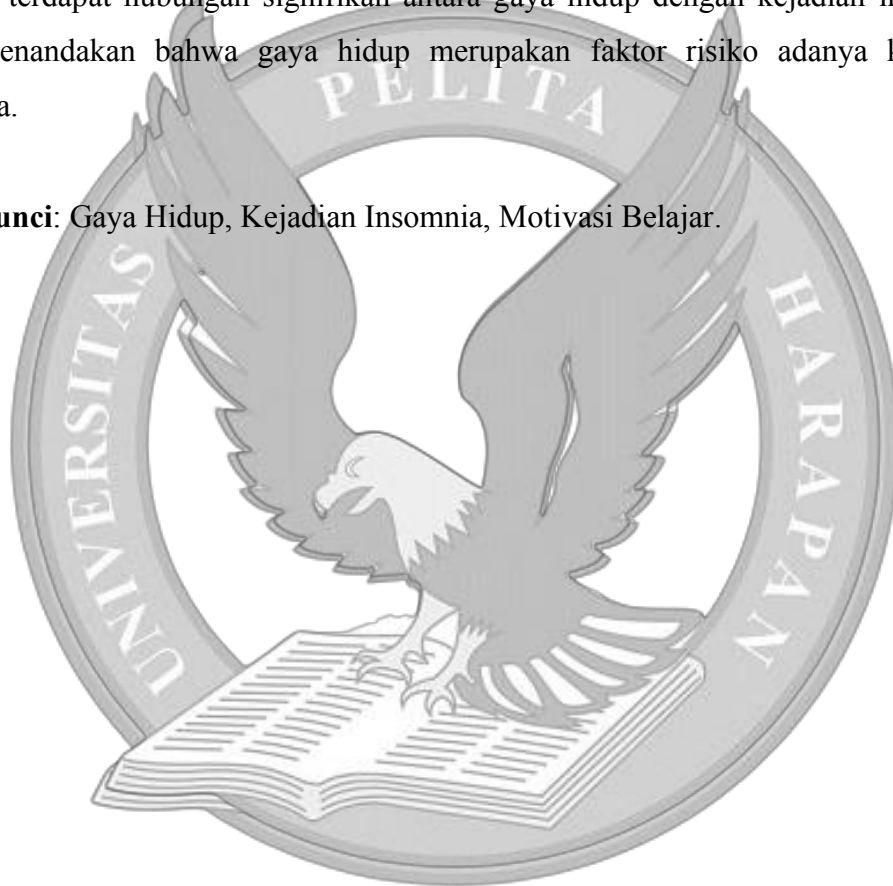 terdapat hubungan signifikan antara gaya hidup dengan kejadian
enandakan bahwa gaya hidup merupakan faktor risiko adanya k
a.
unci: Gaya Hidup, Kejadian Insomnia, Motivasi Belajar.
UNIVERSITAS PELITA HARAPAN